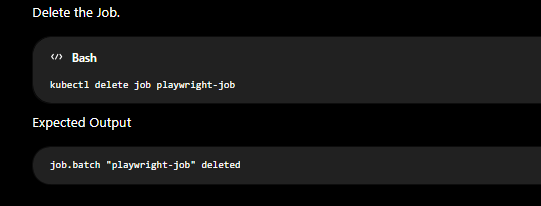 Delete the Job.
</> Bash
kubectl delete job playwright-job
Expected Output
job.batch "playwright-job" deleted